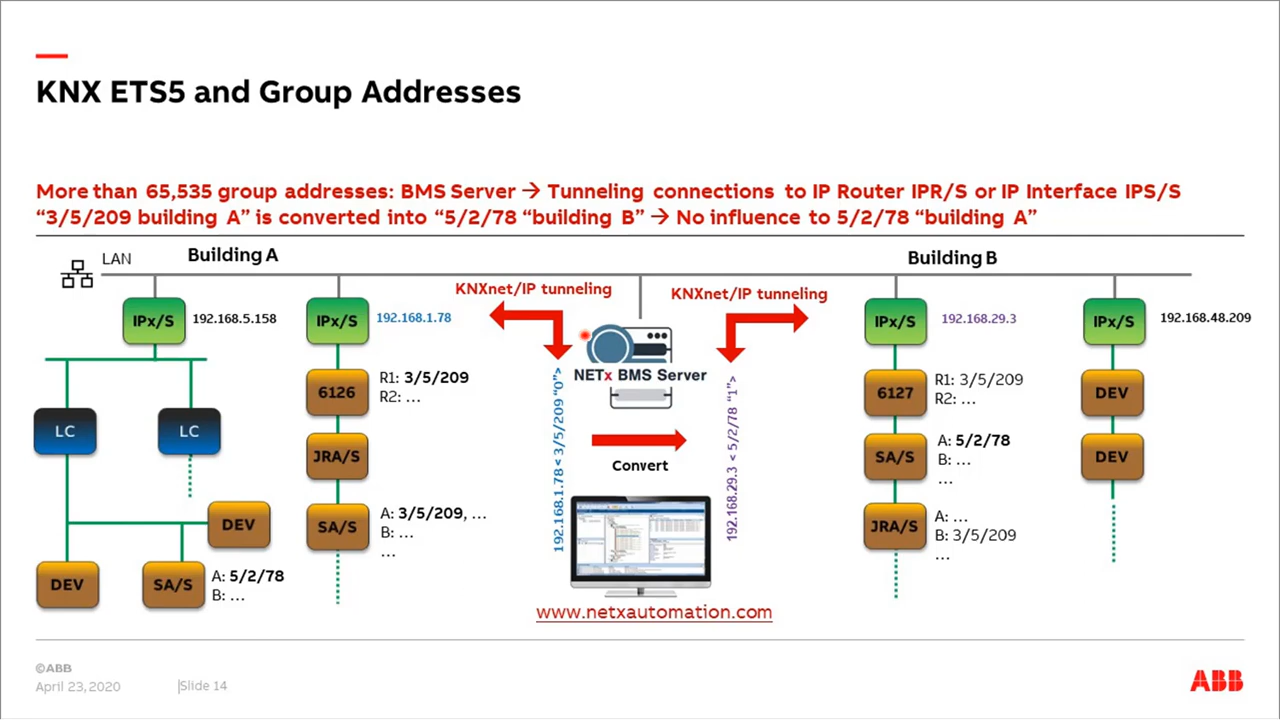 KNX ETS5 and Group Addresses
More than 65,535 group addresses: BMS Server → Tunneling connections to IP Router IPR/S or IP Interface IPS/S
“3/5/209 building A” is converted into “5/2/78 “building B” → No influence to 5/2/78 “building A”
LAN
Building A
Building B
KNXnet/IP tunneling
KNXnet/IP tunneling
IPx/S
192.168.5.158
IPx/S
192.168.1.78
IPx/S
192.168.29.3
IPx/S
192.168.48.209
NETx BMS Server
6126
R1: 3/5/209
R2: …
6127
R1: 3/5/209
R2: …
DEV
LC
LC
JRA/S
192.168.1.78 < 3/5/209 “0”>
Convert
192.168.29.3 < 5/2/78 “1”>
SA/S
A: 5/2/78
B: …
…
DEV
DEV
SA/S
A: 3/5/209, …
B: …
…
JRA/S
A: …
B: 3/5/209
…
DEV
SA/S
A: 5/2/78
B: …
www.netxautomation.com
©ABB
April 23, 2020
|Slide 14
ABB